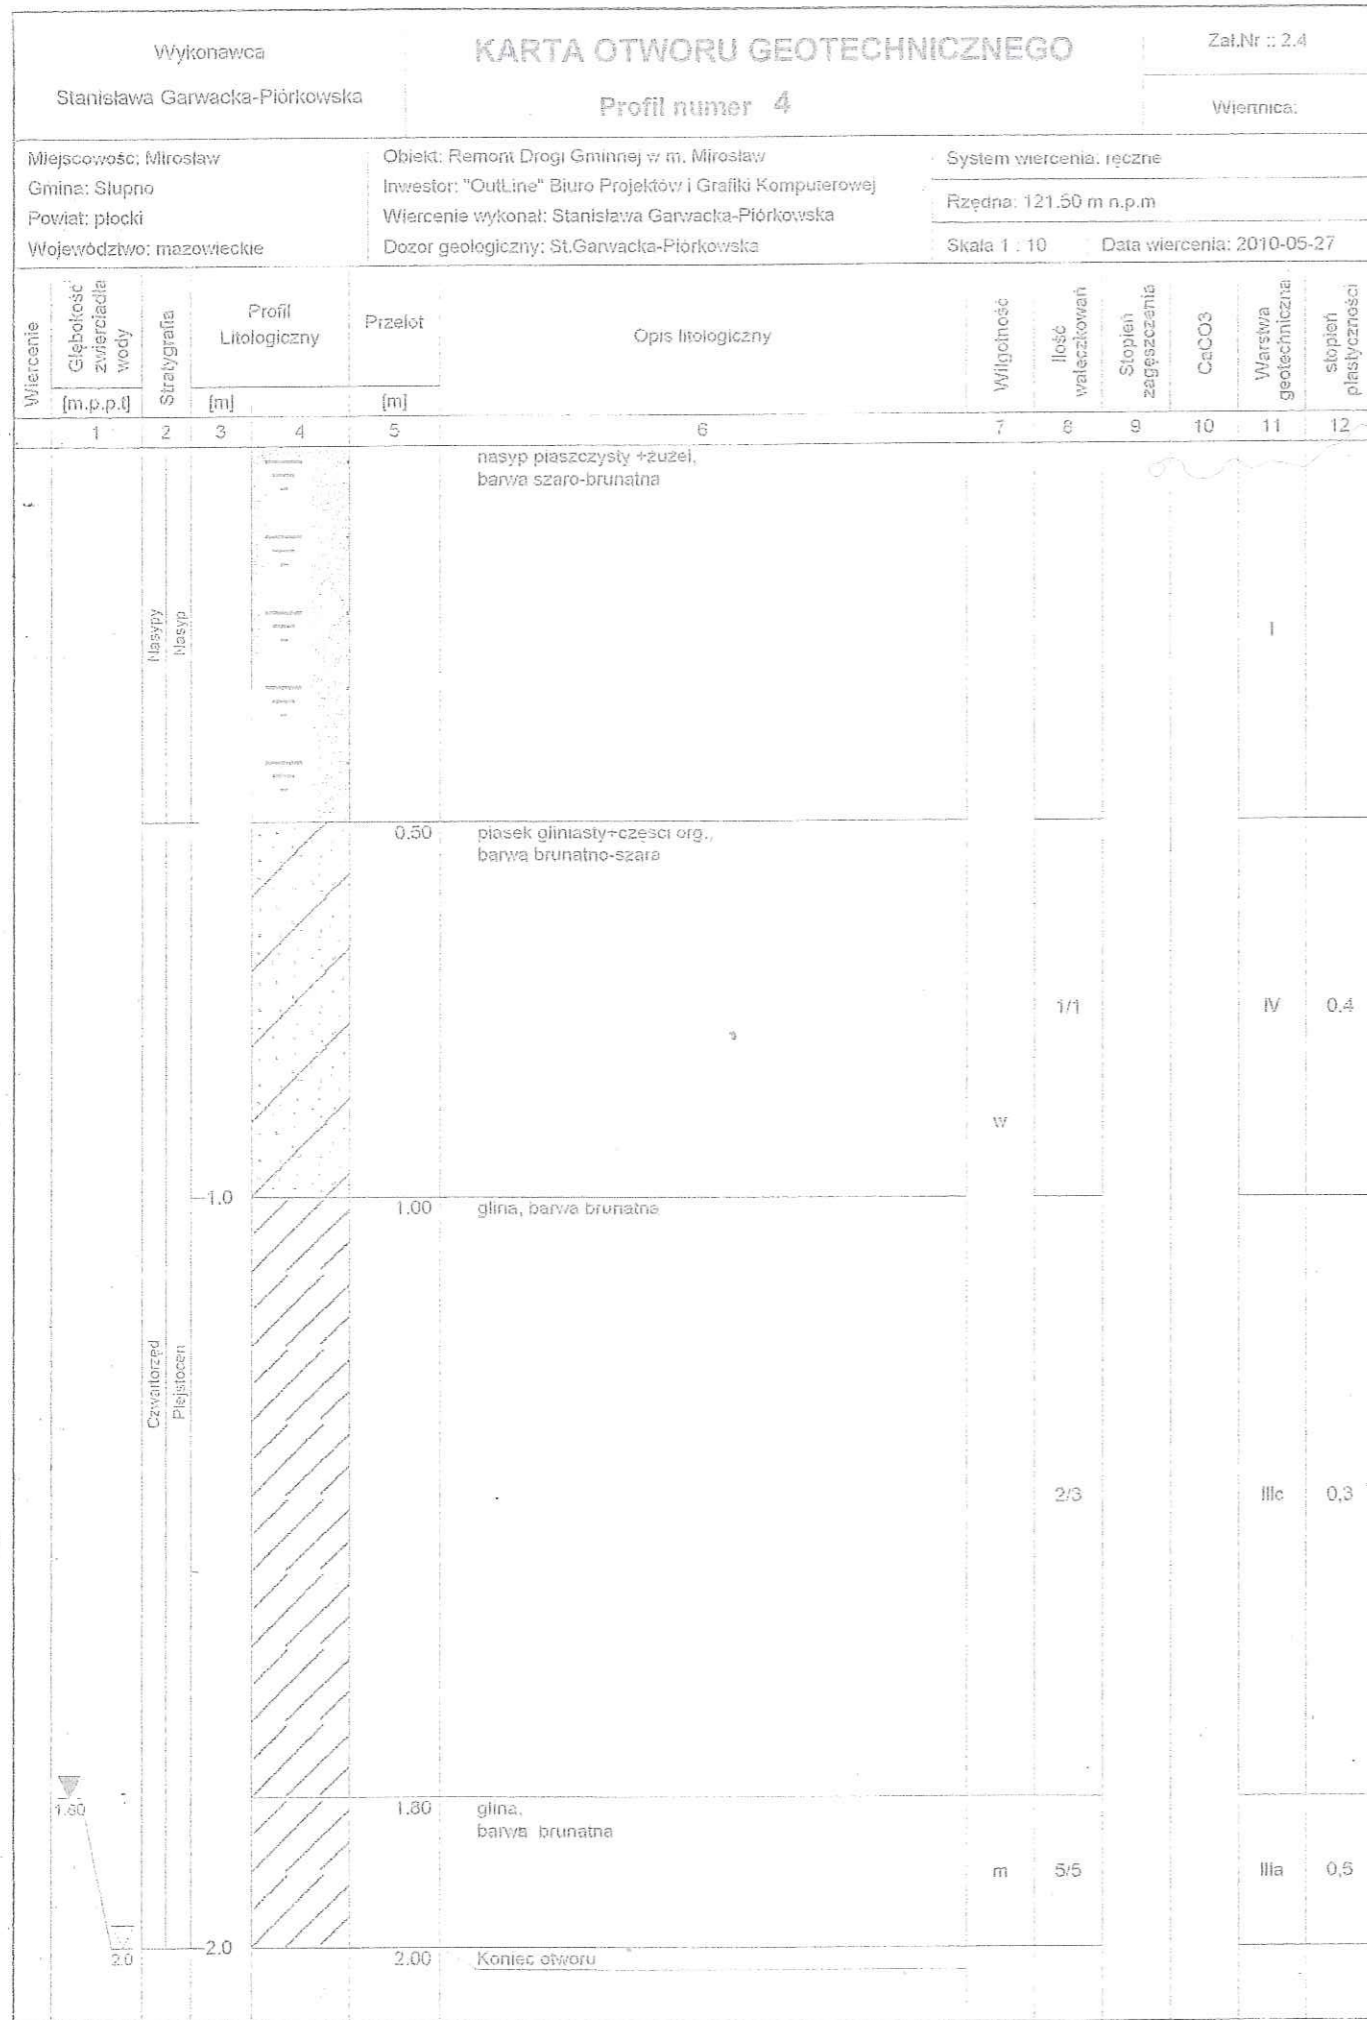 Wykonawca
Stanisława Garwacka-Piórkowska
KARTA OTWORU GEOTECHNICZNEGO
Profil numer 4
Zał.Nr :: 2.4
Wiertnica:
Miejscowość: Mirosław
Gmina: Słupno
Powiat: płocki
Województwo: mazowieckie
Obiekt: Remont Drogi Gminnej w m. Mirosław
Inwestor: "OutLine" Biuro Projektów i Grafiki Komputerowej
Wiercenie wykonał: Stanisława Garwacka-Piórkowska
Dozor geologiczny: St.Garwacka-Piórkowska
System wiercenia: ręczne
Rzędna: 121.50 m n.p.m
Skala 1 : 10 Data wiercenia: 2010-05-27
Wiercenie
Głębokość zwierciadła wody
[m.p.p.t]
Stratygrafia
Profil
Litologiczny
[m]
Przelot
[m]
Opis litologiczny
Wilgotność
Ilość wałeczkowań
Stopień zagęszczenia
CaCO3
Warstwa geotechniczna
stopień plastyczności
1 2 3 4 5 6 7 8 9 10 11 12
nasyp piaszczysty +żużel,
barwa szaro-brunatna
Nasypy
Nasyp
I
0.50 piasek gliniasty+części org.,
barwa brunatno-szara
1/1 IV 0.4
w
1.0 1.00 glina, barwa brunatna
Czwartorzęd
Plejstocen
2/3 IIIc 0,3
1.80 glina,
barwa brunatna
m 5/5 IIIa 0,5
2.0 2.0 2.00 Koniec otworu